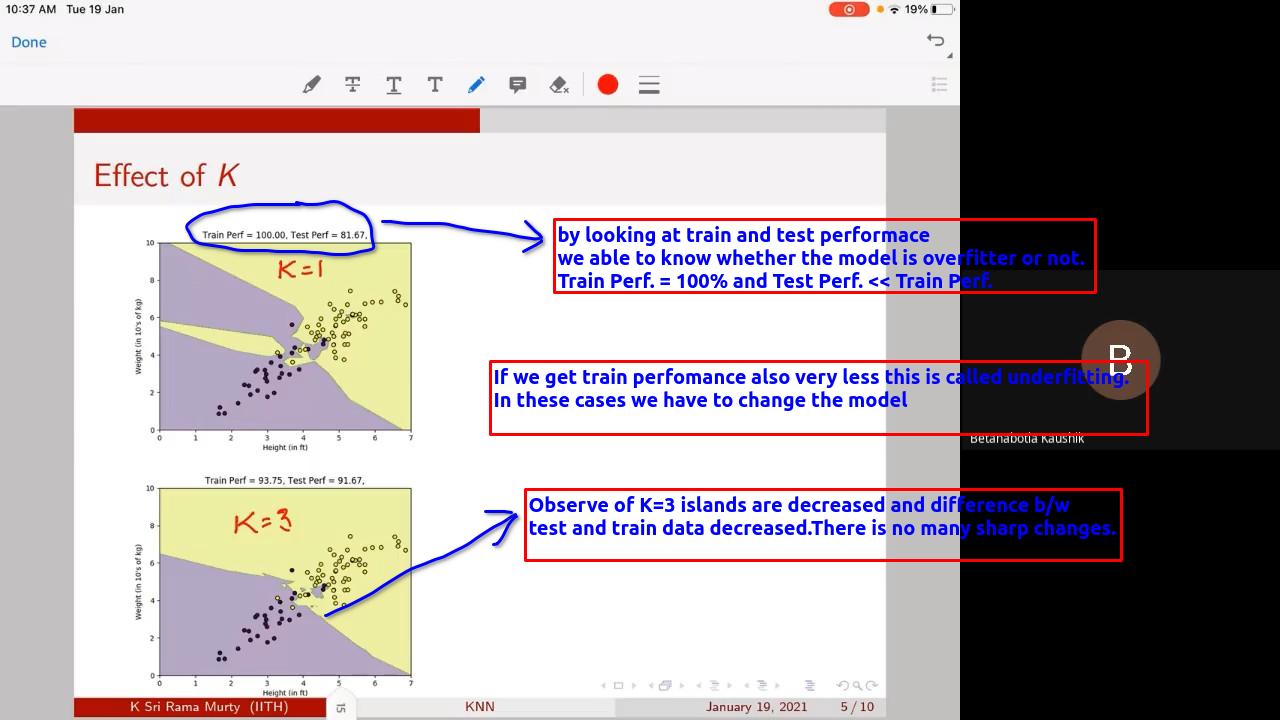 10:37 AM Tue 19 Jan
19%
Done
Effect of K
Train Perf = 100.00, Test Perf = 81.67,
K=1
10
8
6
4
2
0
Weight (in 10's of kg)
0 1 2 3 4 5 6 7
Height (in ft)
by looking at train and test performace
we able to know whether the model is overfitter or not.
Train Perf. = 100% and Test Perf. << Train Perf.
If we get train perfomance also very less this is called underfitting.
In these cases we have to change the model
B
Betanabotla Kaushik
Train Perf = 93.75, Test Perf = 91.67,
K=3
10
8
6
4
2
0
Weight (in 10's of kg)
0 1 2 3 4 5 6 7
Height (in ft)
Observe of K=3 islands are decreased and difference b/w
test and train data decreased.There is no many sharp changes.
K Sri Rama Murty (IITH)
15
KNN
January 19, 2021
5 / 10